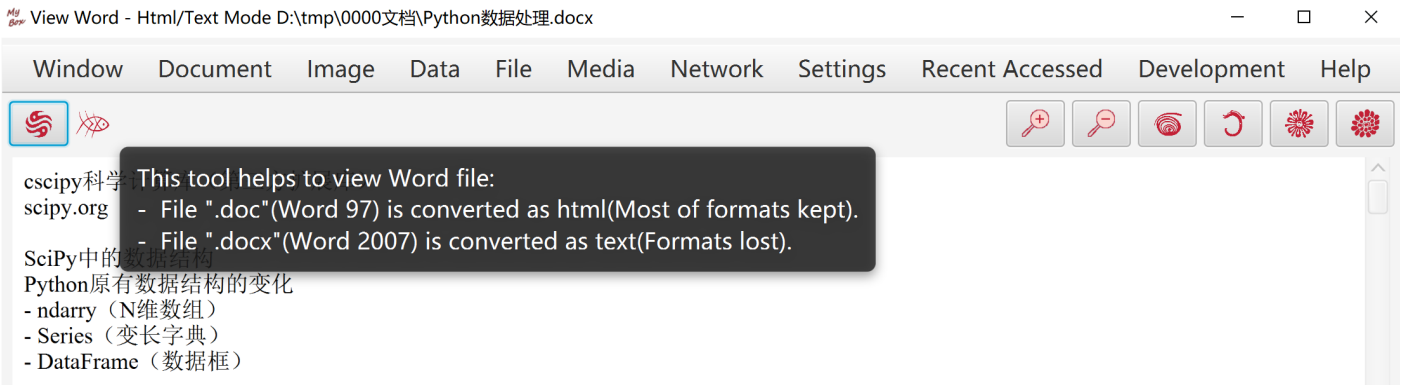 My Box
View Word - Html/Text Mode D:\tmp\0000文档\Python数据处理.docx
Window Document Image Data File Media Network Settings Recent Accessed Development Help
This tool helps to view Word file:
- File ".doc"(Word 97) is converted as html(Most of formats kept).
- File ".docx"(Word 2007) is converted as text(Formats lost).
cscipy科学计
scipy.org
SciPy中的数据结构
Python原有数据结构的变化
- ndarry（N维数组）
- Series（变长字典）
- DataFrame（数据框）